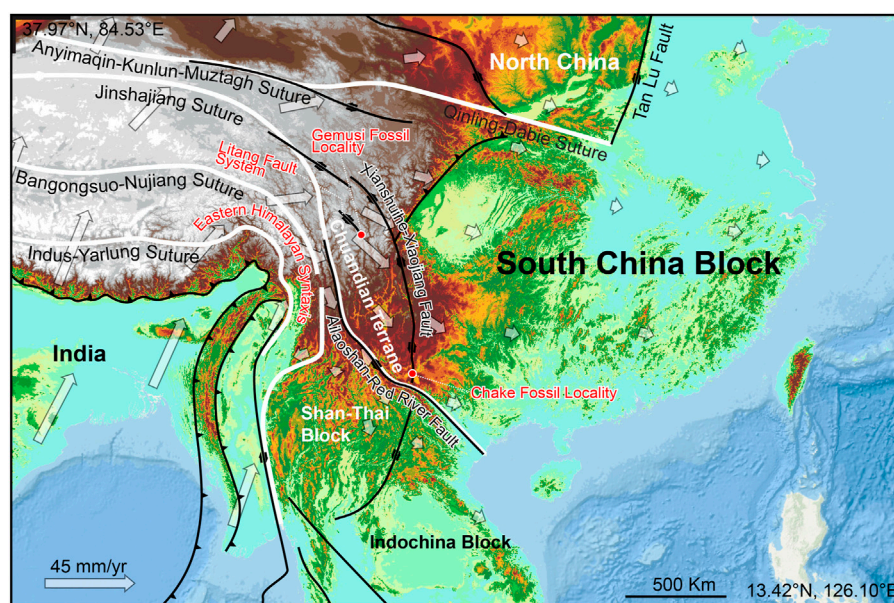 37.97°N, 84.53°E
Anyimaqin-Kunlun-Muztagh Suture
North China
Tan Lu Fault
Jinshajiang Suture
Qinling-Dabie Suture
Gemusi Fossil
Locality
Litang Fault
System
Xianshuihe-Xiaojiang Fault
Bangongsuo-Nujiang Suture
Eastern Himalayan Syntaxis
Indus-Yarlung Suture
Chuandian Terrane
South China Block
India
Ailaoshan-Red River Fault
Chake Fossil Locality
Shan-Thai
Block
Indochina Block
45 mm/yr
500 Km
13.42°N, 126.10°E